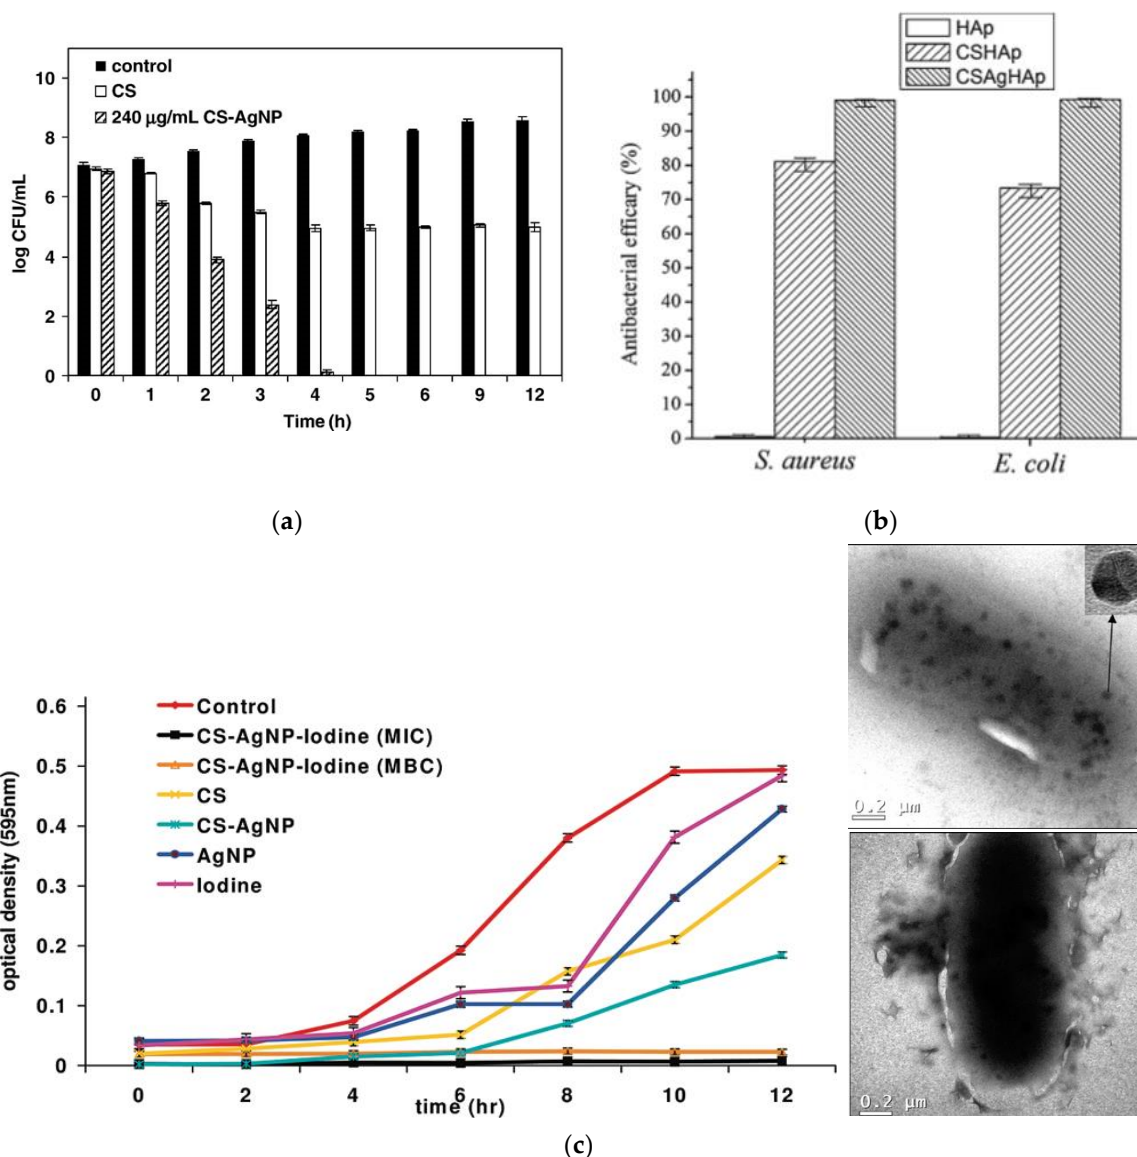 control
CS
240 µg/mL CS-AgNP
10
8
6
4
2
0
log CFU/mL
0 1 2 3 4 5 6 9 12
Time (h)
(a)
HAp
CSHAp
CSAgHAp
100
90
80
70
60
50
40
30
20
10
0
Antibacterial efficary (%)
S. aureus E. coli
(b)
0.6
0.5
0.4
0.3
0.2
0.1
0
optical density (595nm)
Control
CS-AgNP-Iodine (MIC)
CS-AgNP-Iodine (MBC)
CS
CS-AgNP
AgNP
Iodine
0 2 4 6 8 10 12
time (hr)
0.2 µm
0.2 µm
(c)